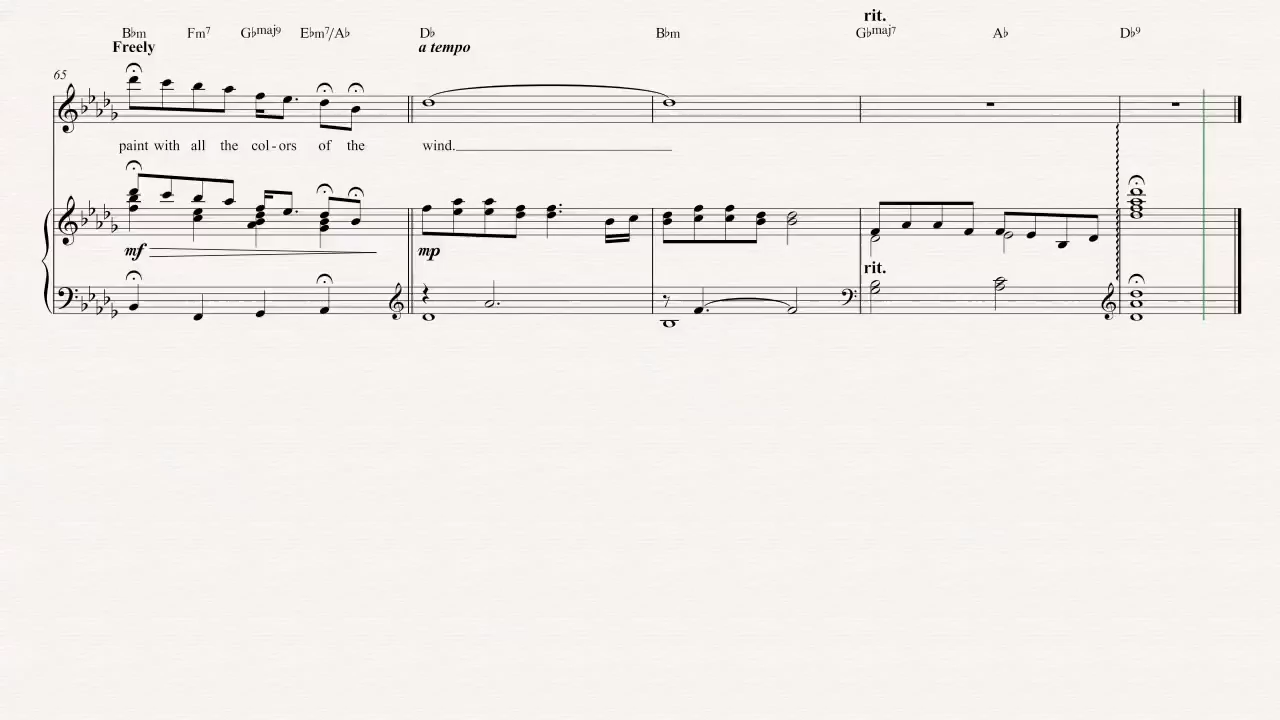 rit.
B♭m Fm7 G♭maj9 E♭m7/A♭ D♭ B♭m G♭maj7 A♭ D♭9
Freely a tempo
65
paint with all the col - ors of the wind.
mf mp
rit.